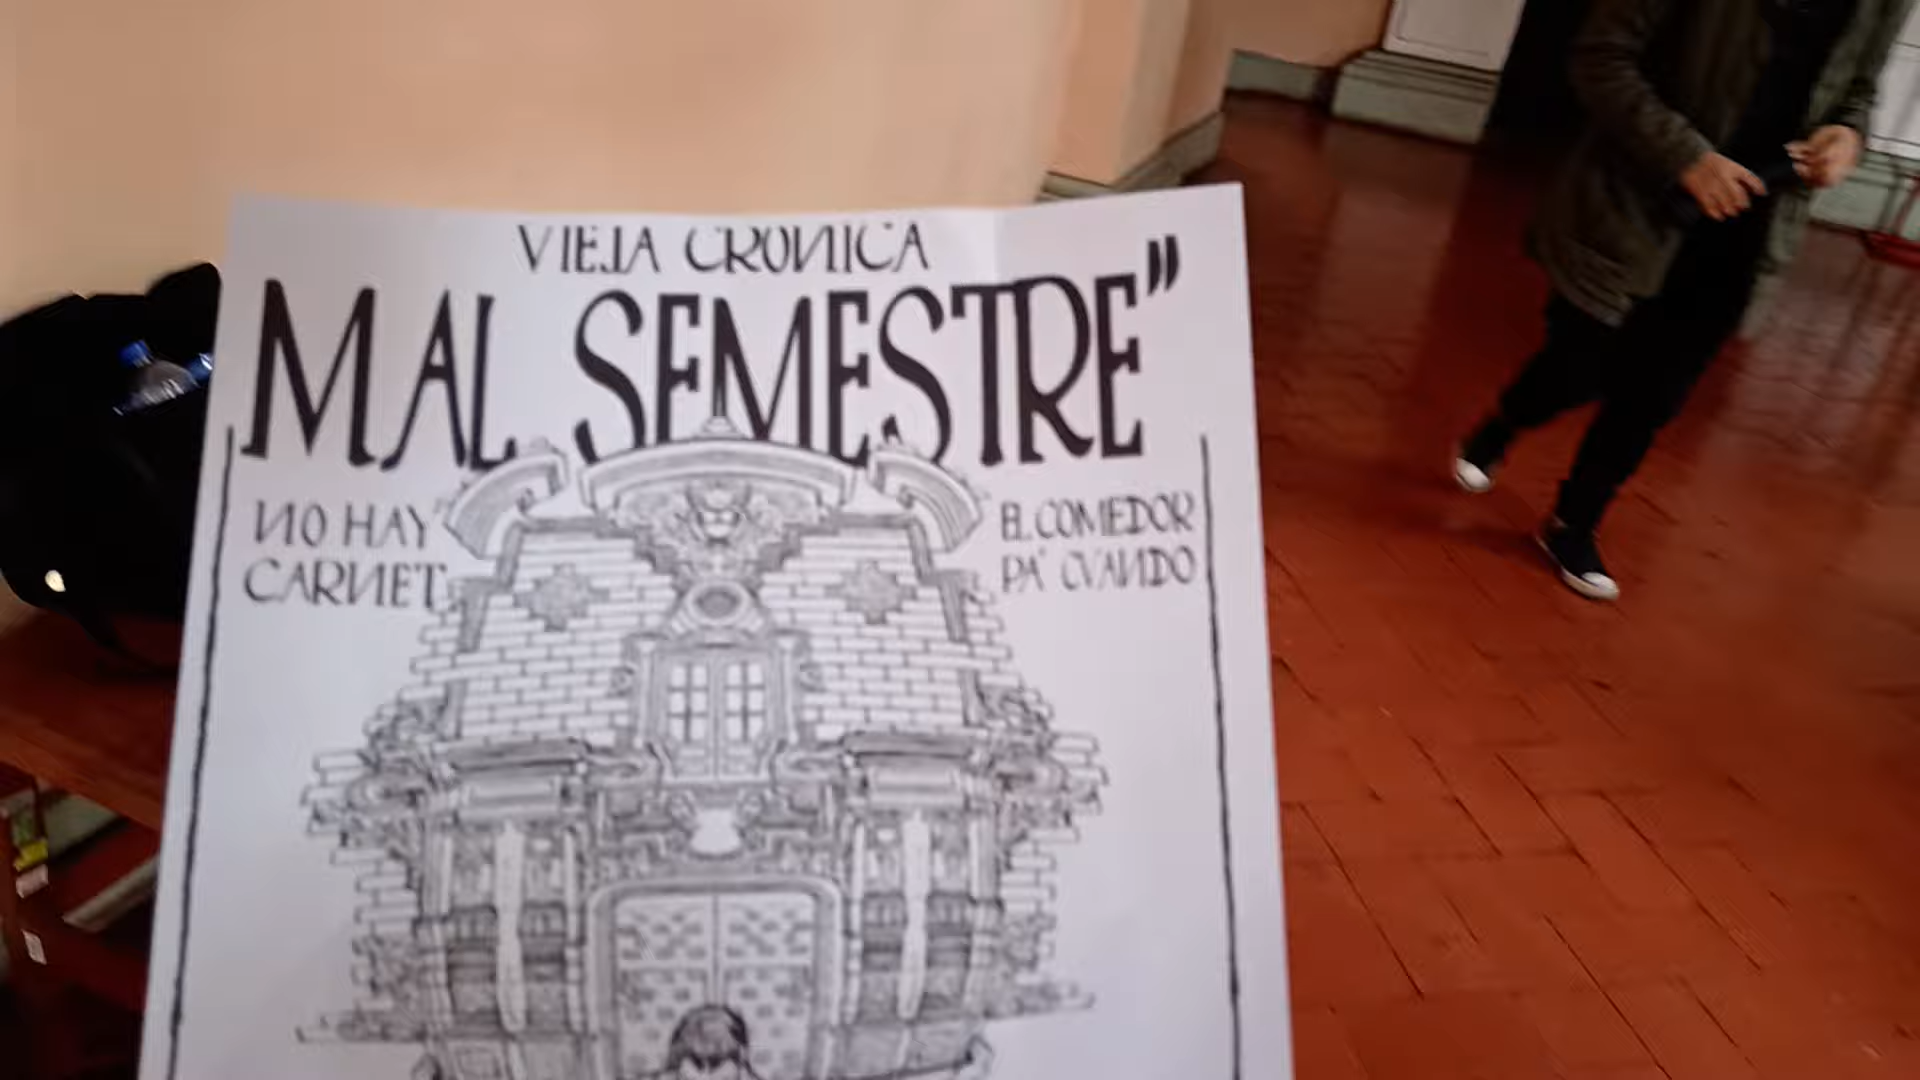 VIEJA CRONICA
MAL SEMESTRE"
NO HAY
CARNET
EL COMEDOR
PA' CUANDO